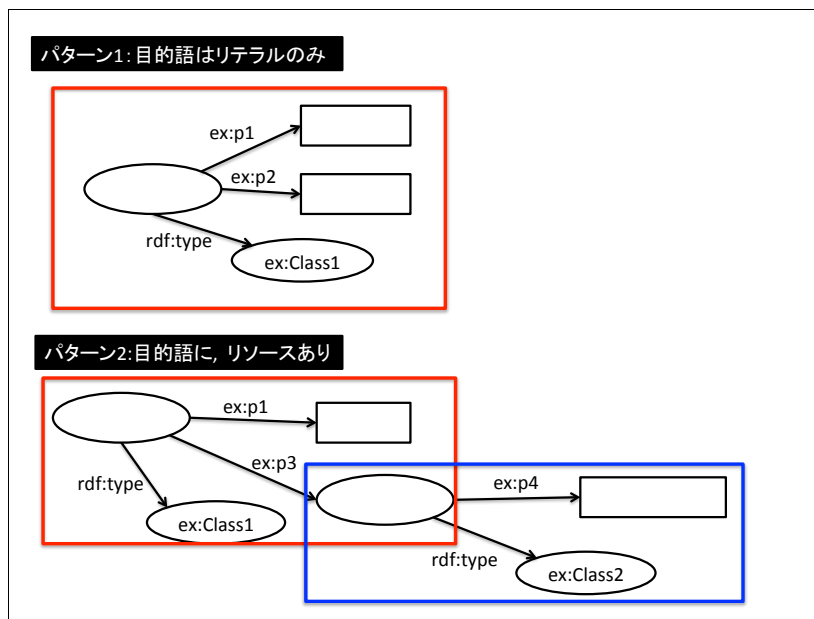 パターン1:目的語はリテラルのみ
ex:p1
ex:p2
rdf:type
ex:Class1
パターン2:目的語に, リソースあり
ex:p1
ex:p3
rdf:type
ex:p4
ex:Class1
rdf:type
ex:Class2